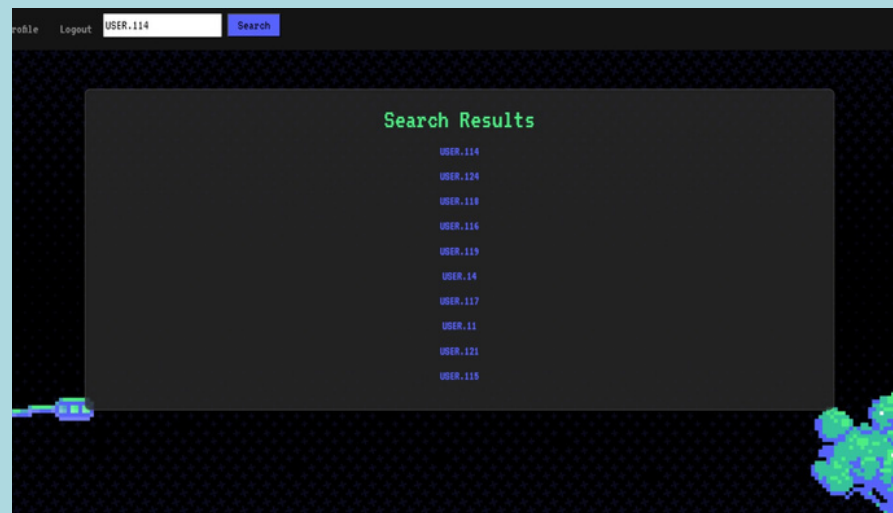 rofile Logout USER.114 Search
Search Results
USER.114
USER.124
USER.118
USER.116
USER.119
USER.14
USER.117
USER.11
USER.121
USER.115